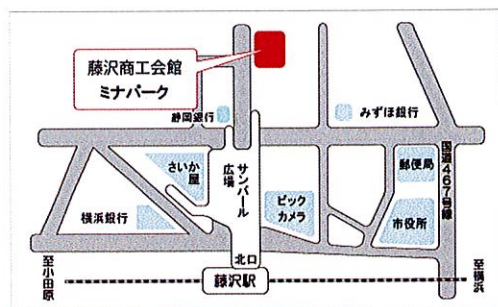 藤沢商工会館
ミナパーク
静岡銀行
みずほ銀行
国道467号線
さいか
屋
サンパール
広場
郵便局
横浜銀行
ビック
カメラ
市役所
北口
至小田原
藤沢駅
至横浜